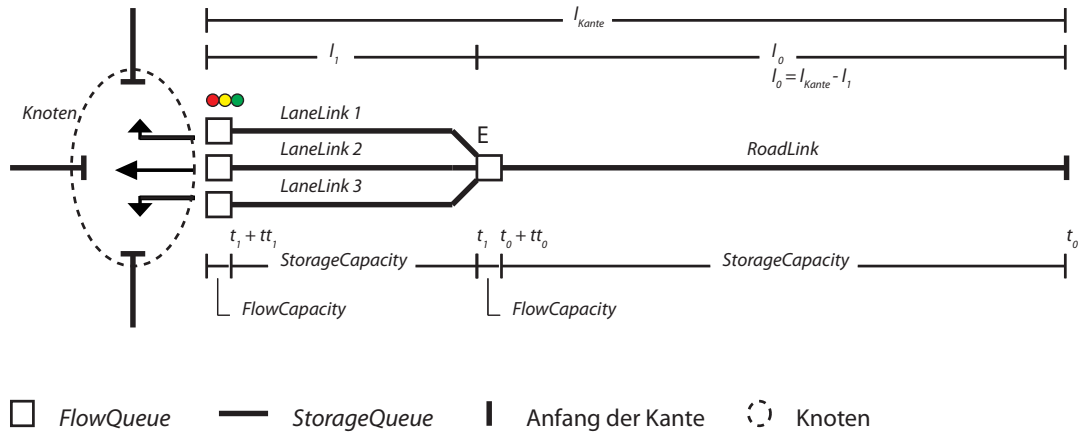 l_Kante
l_1
l_0
l_0 = l_Kante - l_1
Knoten
LaneLink 1
E
LaneLink 2
RoadLink
LaneLink 3
t_1 + tt_1
t_1
t_0 + tt_0
t_0
StorageCapacity
StorageCapacity
FlowCapacity
FlowCapacity
FlowQueue
StorageQueue
Anfang der Kante
Knoten